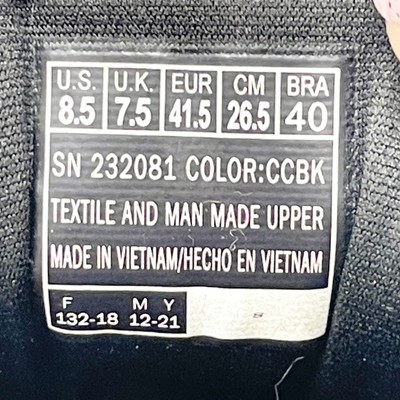 U.S. U.K. EUR CM BRA
8.5 7.5 41.5 26.5 40
SN 232081 COLOR:CCBK
TEXTILE AND MAN MADE UPPER
MADE IN VIETNAM/HECHO EN VIETNAM
F M Y
132-18 12-21